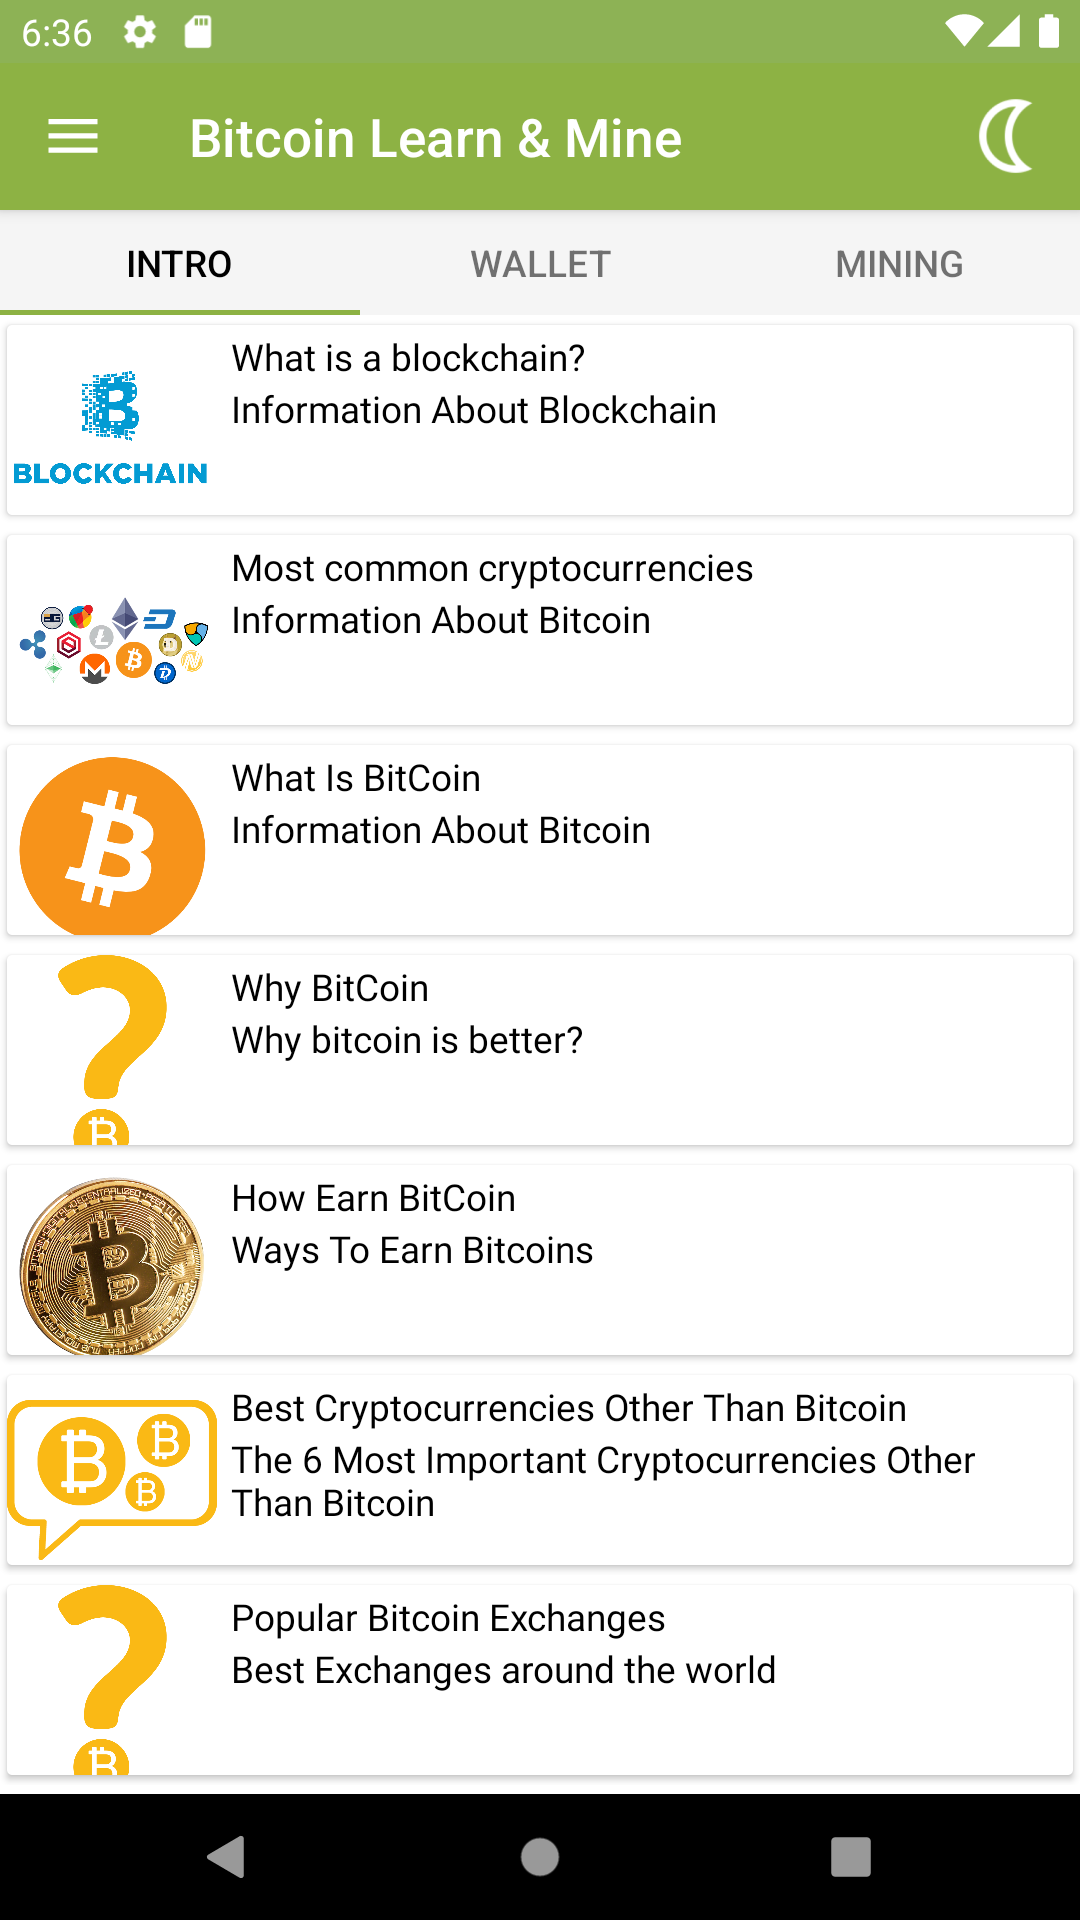 6:36
Bitcoin Learn & Mine
INTRO
WALLET
MINING
What is a blockchain?
Information About Blockchain
BLOCKCHAIN
Most common cryptocurrencies
Information About Bitcoin
What Is BitCoin
Information About Bitcoin
Why BitCoin
Why bitcoin is better?
How Earn BitCoin
Ways To Earn Bitcoins
Best Cryptocurrencies Other Than Bitcoin
The 6 Most Important Cryptocurrencies Other
Than Bitcoin
Popular Bitcoin Exchanges
Best Exchanges around the world